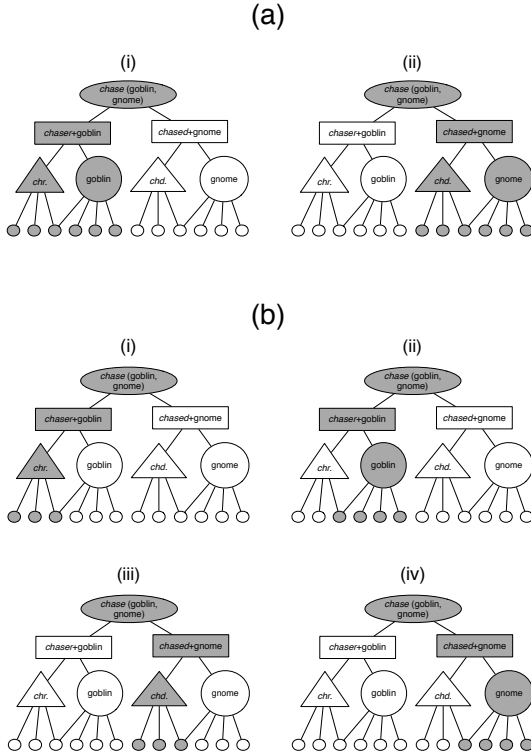 (a)
(i)
(ii)
chase (goblin,
gnome)
chase (goblin,
gnome)
chaser+goblin
chased+gnome
chaser+goblin
chased+gnome
chr.
goblin
chd.
gnome
chr.
goblin
chd.
gnome
(b)
(i)
(ii)
chase (goblin,
gnome)
chase (goblin,
gnome)
chaser+goblin
chased+gnome
chaser+goblin
chased+gnome
chr.
goblin
chd.
gnome
chr.
goblin
chd.
gnome
(iii)
(iv)
chase (goblin,
gnome)
chase (goblin,
gnome)
chaser+goblin
chased+gnome
chaser+goblin
chased+gnome
chr.
goblin
chd.
gnome
chr.
goblin
chd.
gnome